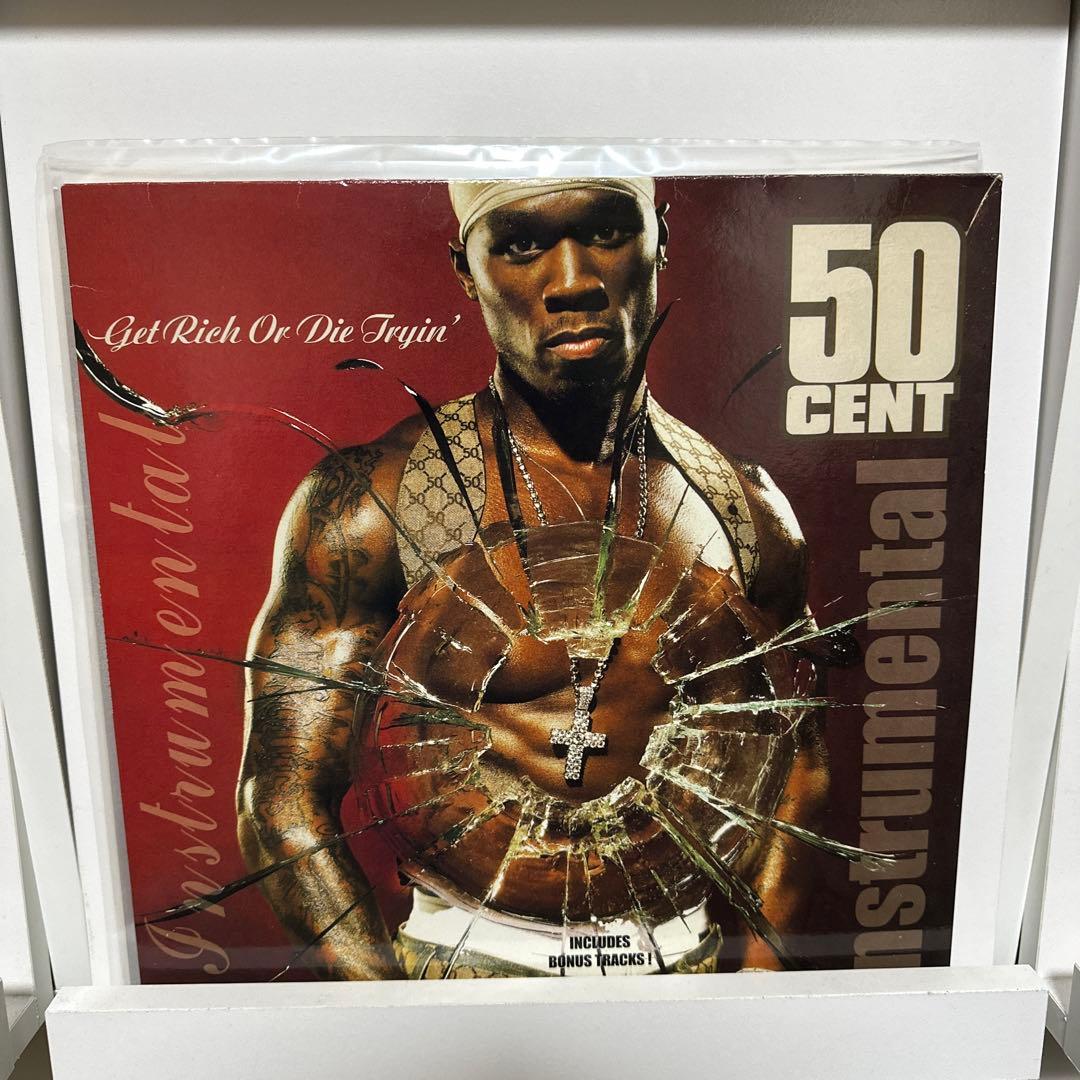 Get Rich Or Die Tryin'
50
CENT
Instrumental
Instrumental
INCLUDES
BONUS TRACKS !